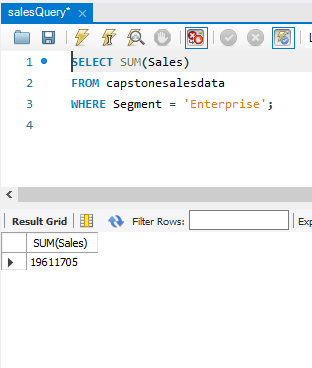 salesQuery*
1 SELECT SUM(Sales)
2 FROM capstonesalesdata
3 WHERE Segment = 'Enterprise';
4
Result Grid Filter Rows:
SUM(Sales)
19611705